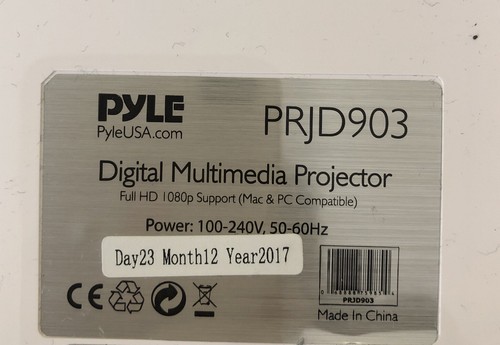 PYLE
PyleUSA.com
PRJD903
Digital Multimedia Projector
Full HD 1080p Support (Mac & PC Compatible)
Power: 100-240V, 50-60Hz
Day23 Month12 Year2017
CE
PRJD903
Made In China